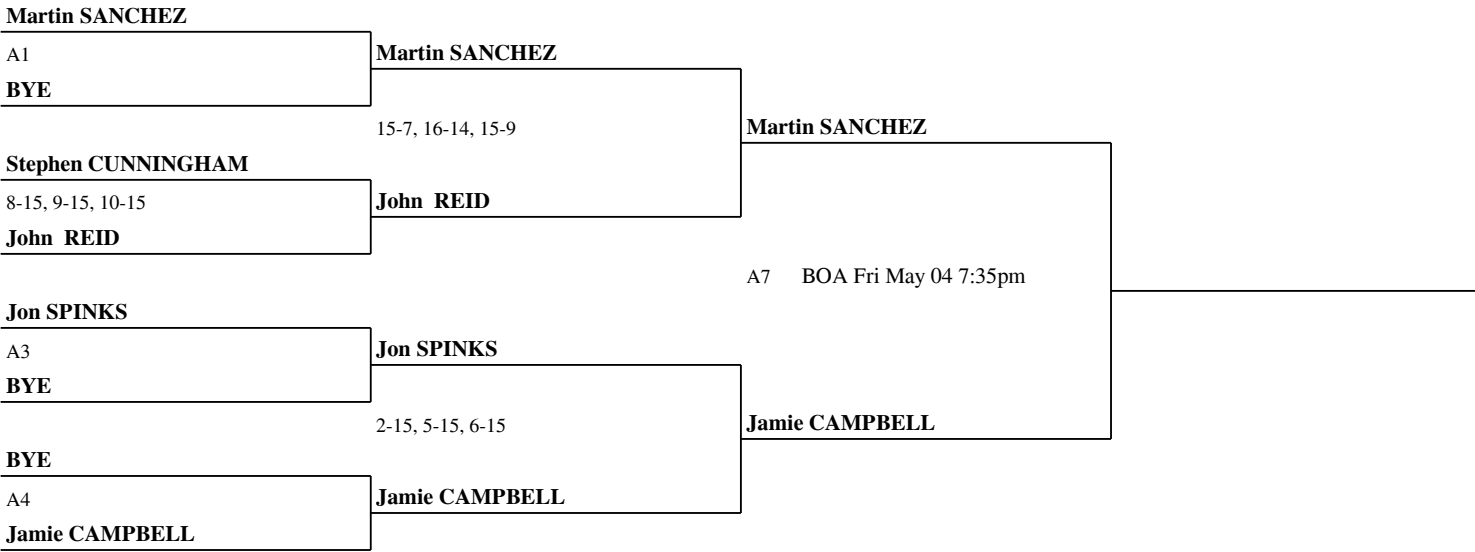 Martin SANCHEZ
A1
BYE
Martin SANCHEZ
15-7, 16-14, 15-9
Martin SANCHEZ
Stephen CUNNINGHAM
8-15, 9-15, 10-15
John  REID
John  REID
A7 BOA Fri May 04 7:35pm
Jon SPINKS
A3
BYE
Jon SPINKS
2-15, 5-15, 6-15
Jamie CAMPBELL
BYE
A4
Jamie CAMPBELL
Jamie CAMPBELL